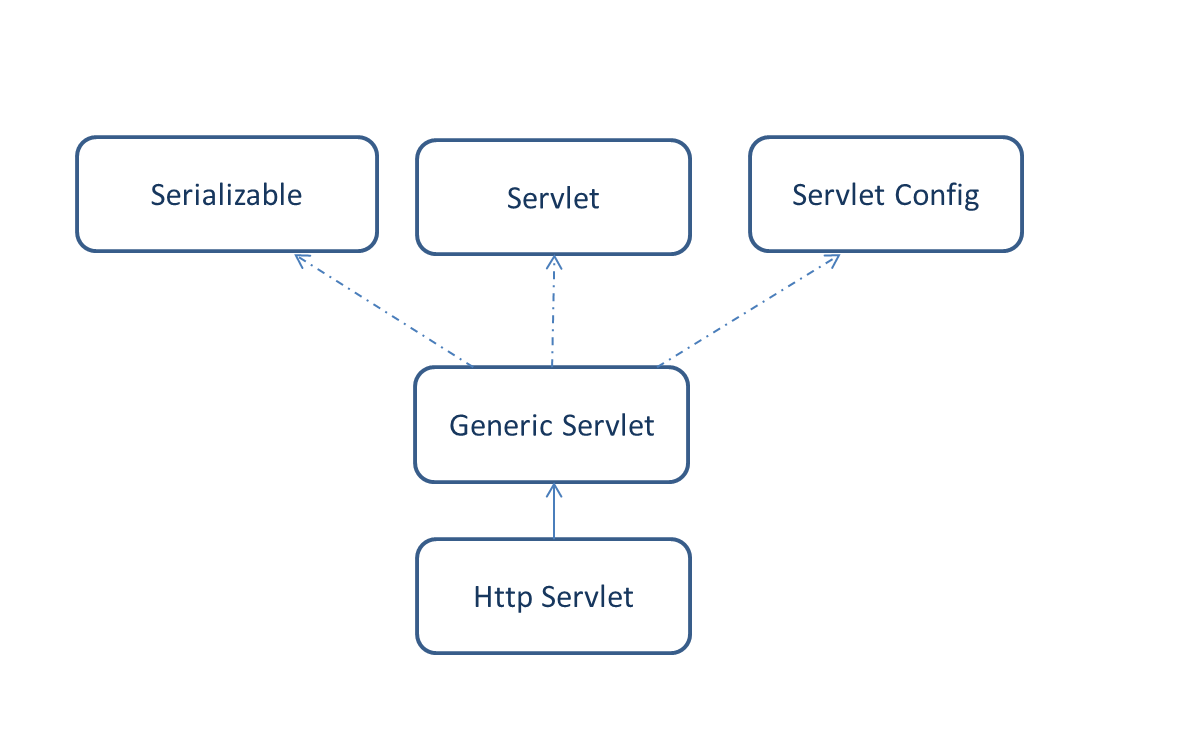 Serializable
Servlet
Servlet Config
Generic Servlet
Http Servlet